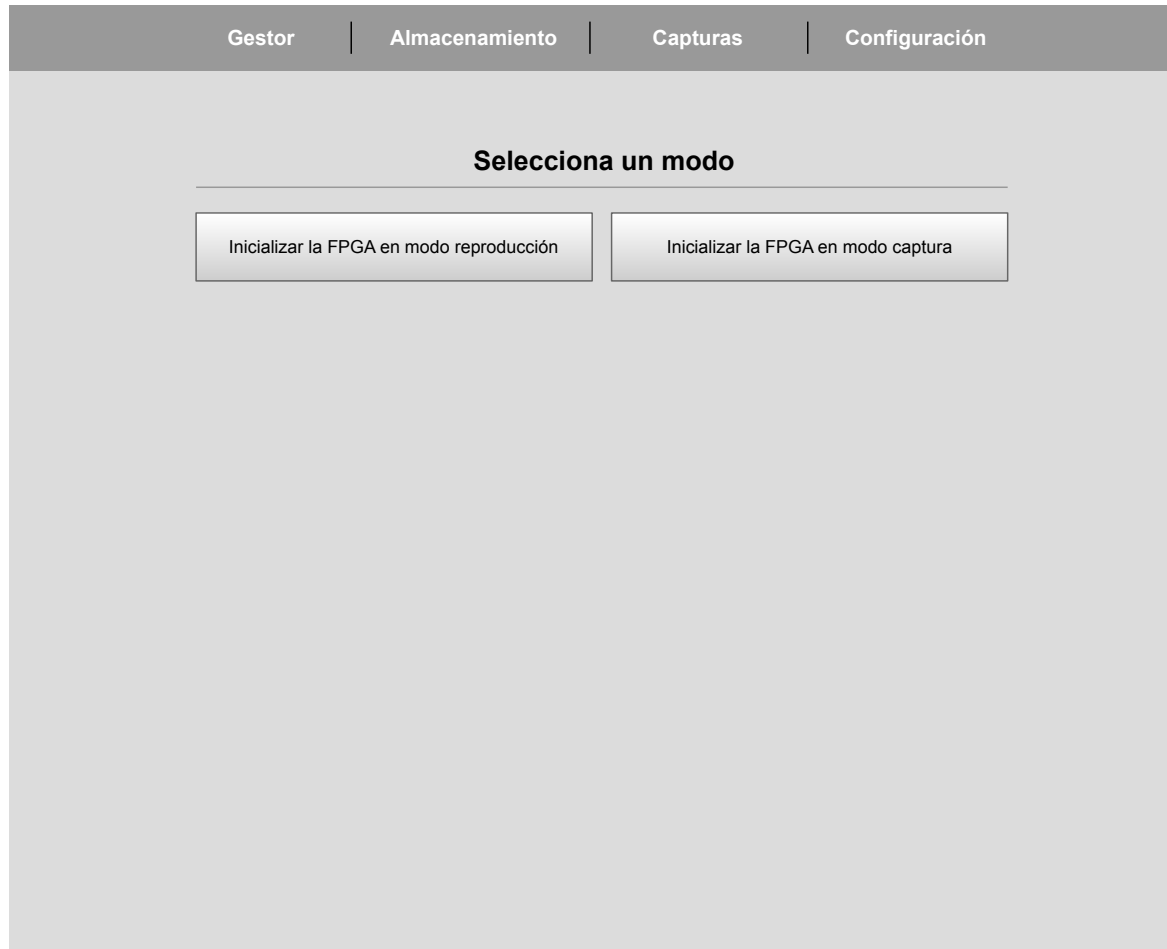 Gestor Almacenamiento Capturas Configuración
Selecciona un modo
Inicializar la FPGA en modo reproducción
Inicializar la FPGA en modo captura